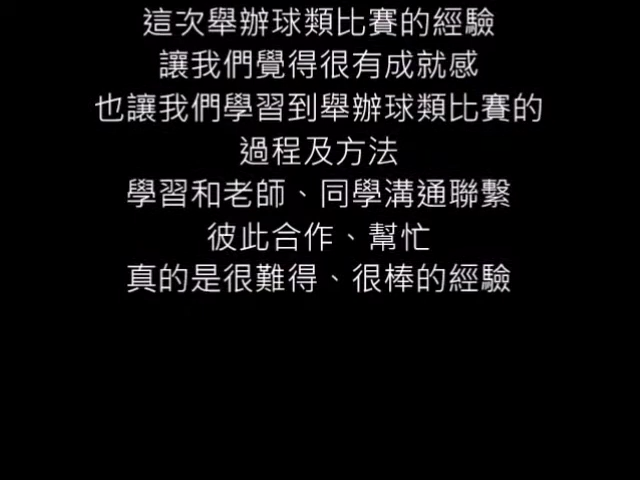 這次舉辦球類比賽的經驗
讓我們覺得很有成就感
也讓我們學習到舉辦球類比賽的
過程及方法
學習和老師、同學溝通聯繫
彼此合作、幫忙
真的是很難得、很棒的經驗